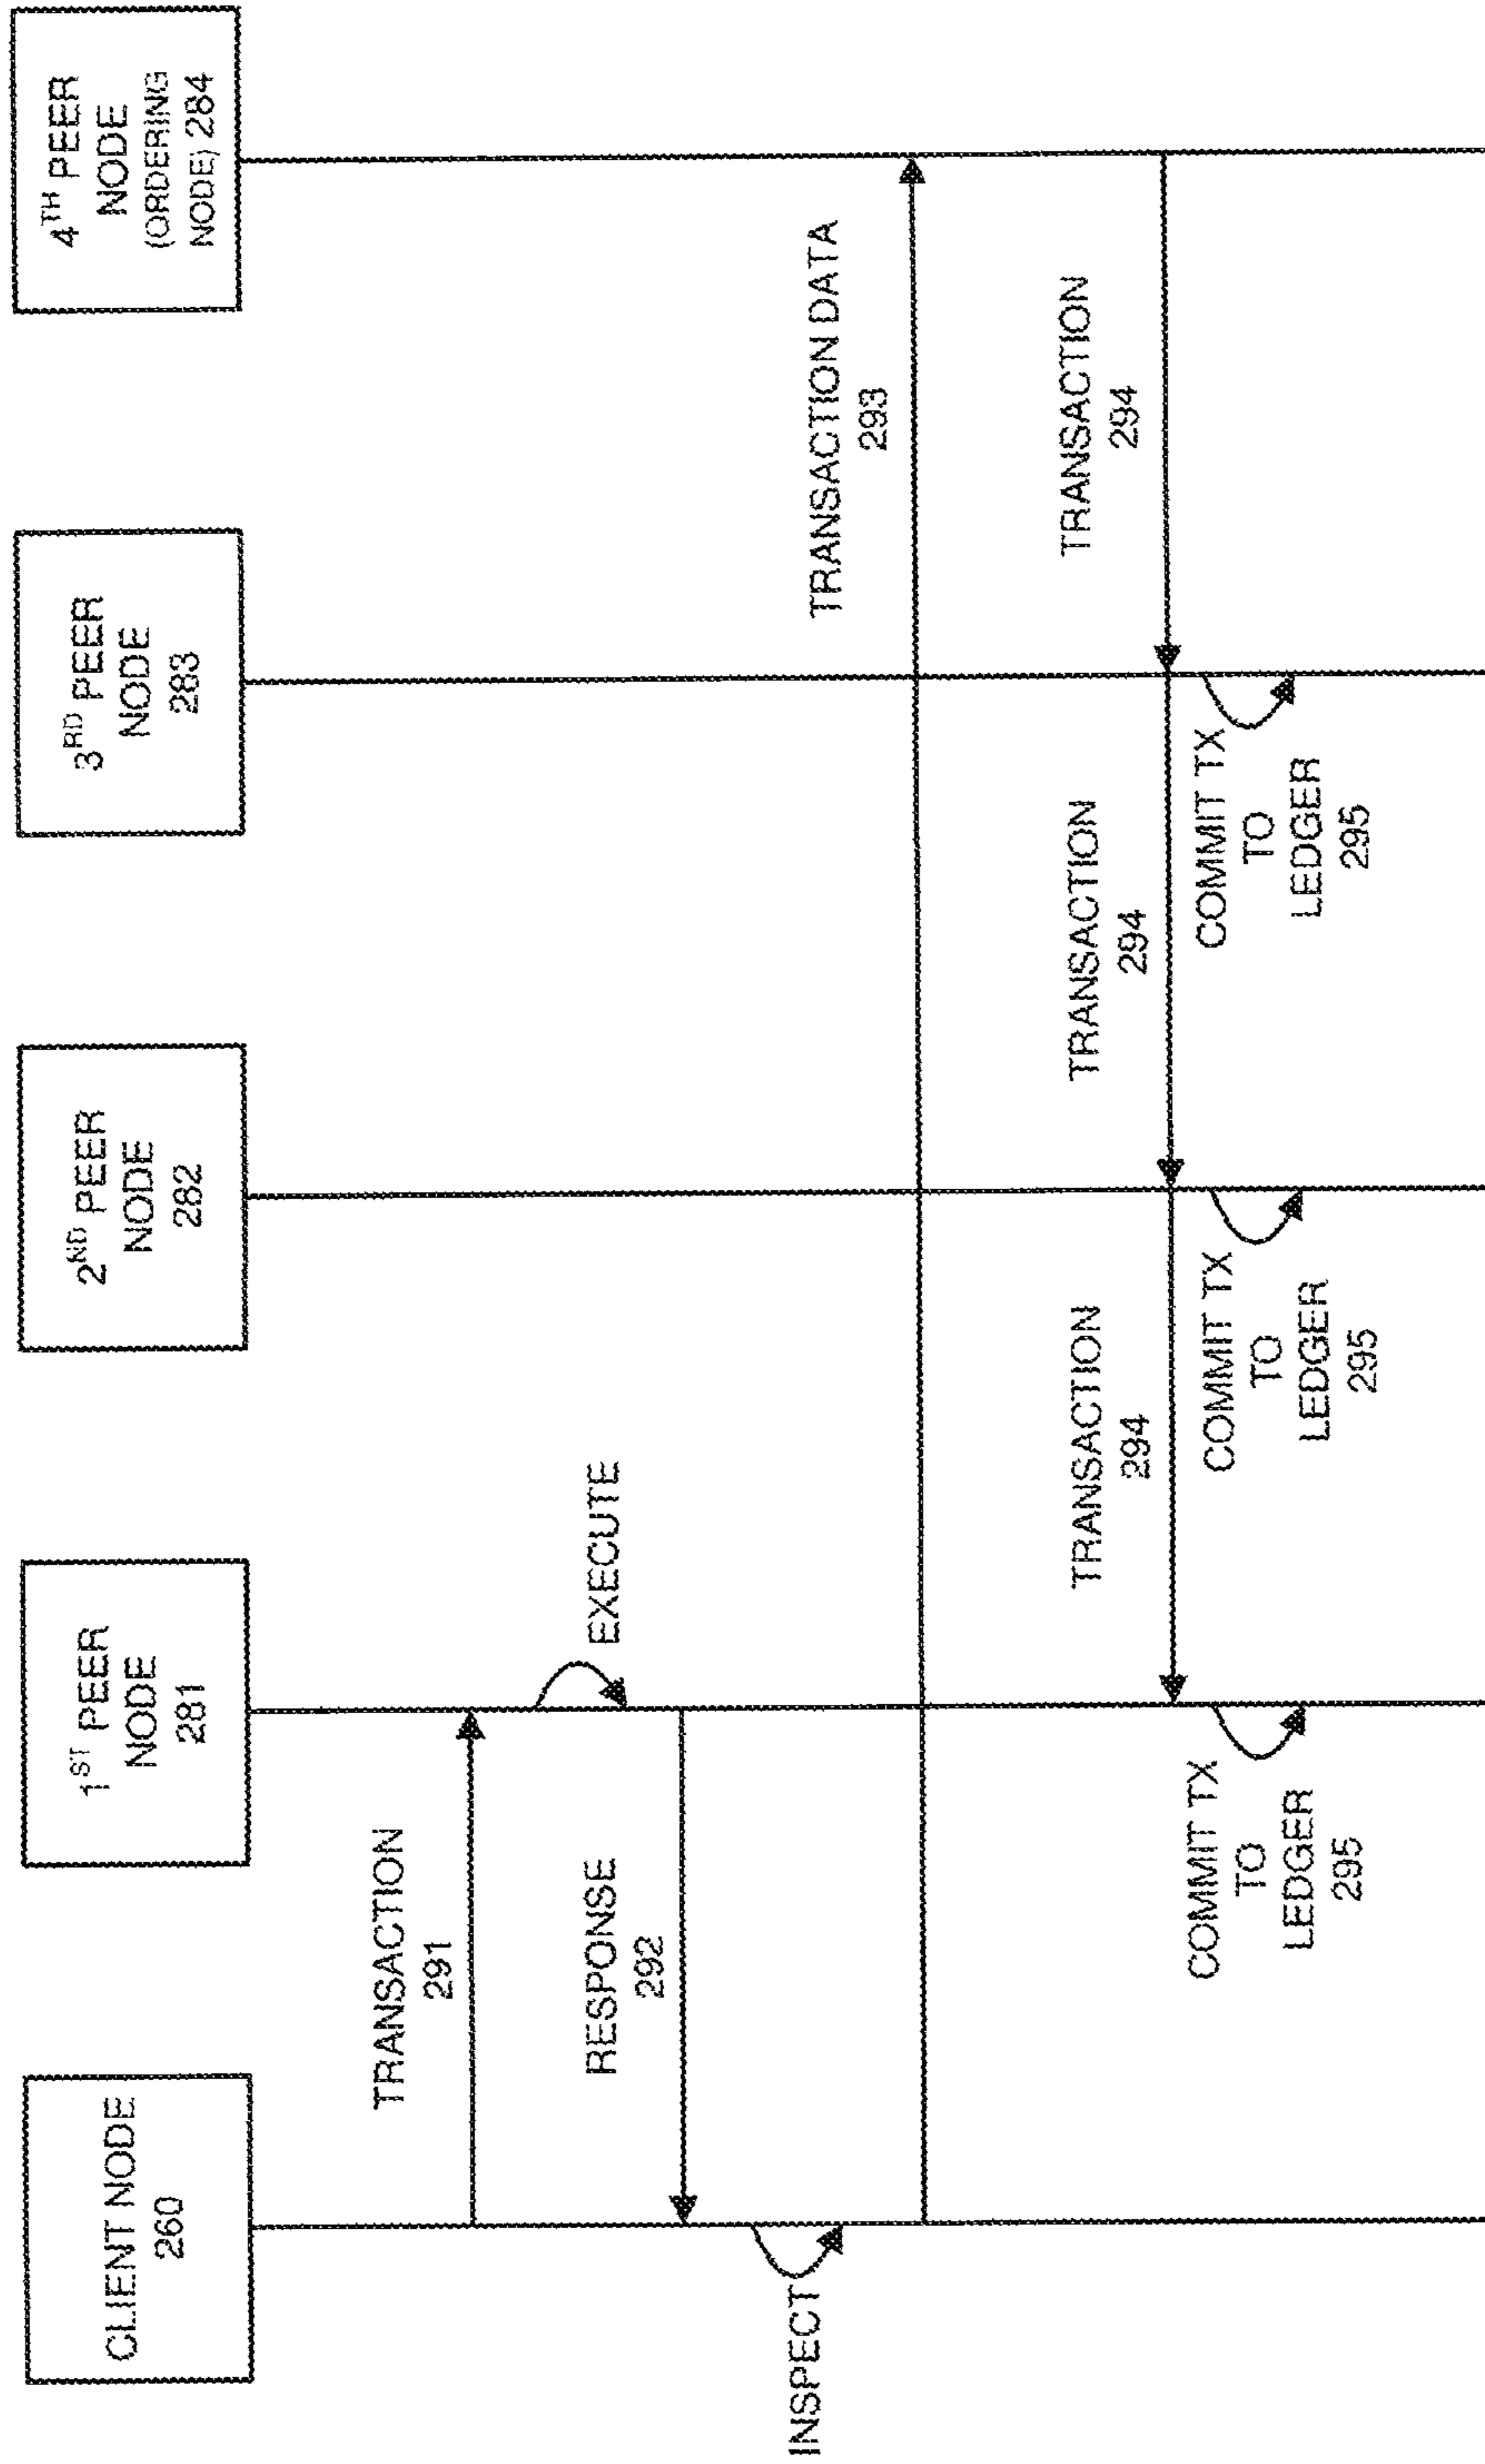 CLIENT NODE
260
1ST PEER
NODE
281
2ND PEER
NODE
282
3RD PEER
NODE
283
4TH PEER
NODE
(ORDERING
NODE) 284
TRANSACTION
291
EXECUTE
RESPONSE
292
INSPECT
TRANSACTION DATA
293
TRANSACTION
294
TRANSACTION
294
TRANSACTION
294
COMMIT TX
TO
LEDGER
295
COMMIT TX
TO
LEDGER
295
COMMIT TX
TO
LEDGER
295